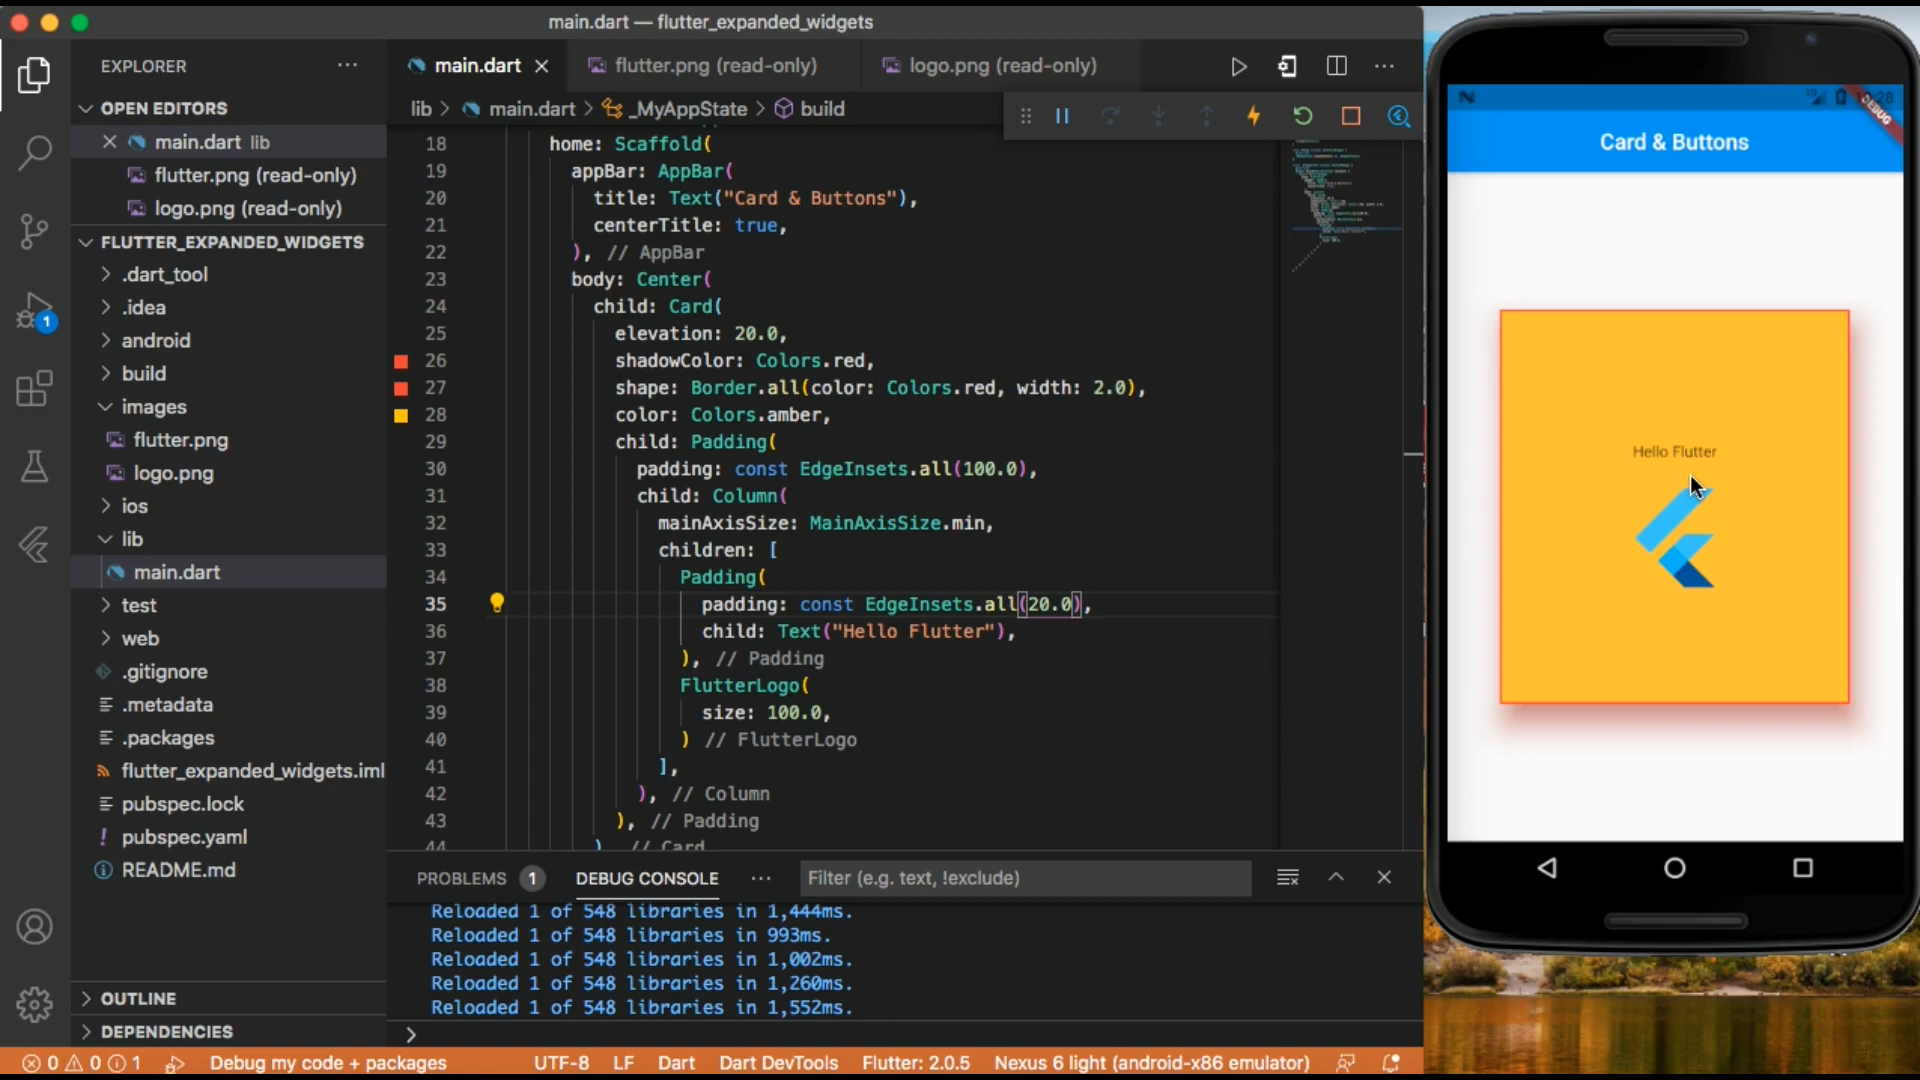 main.dart — flutter_expanded_widgets
EXPLORER
OPEN EDITORS
main.dart lib
flutter.png (read-only)
logo.png (read-only)
FLUTTER_EXPANDED_WIDGETS
.dart_tool
.idea
android
build
images
flutter.png
logo.png
ios
lib
main.dart
test
web
.gitignore
.metadata
.packages
flutter_expanded_widgets.iml
pubspec.lock
pubspec.yaml
README.md
OUTLINE
DEPENDENCIES
1
main.dart
flutter.png (read-only)
logo.png (read-only)
lib > main.dart > _MyAppState > build
18 home: Scaffold(
19 appBar: AppBar(
20 title: Text("Card & Buttons"),
21 centerTitle: true,
22 ), // AppBar
23 body: Center(
24 child: Card(
25 elevation: 20.0,
26 shadowColor: Colors.red,
27 shape: Border.all(color: Colors.red, width: 2.0),
28 color: Colors.amber,
29 child: Padding(
30 padding: const EdgeInsets.all(100.0),
31 child: Column(
32 mainAxisSize: MainAxisSize.min,
33 children: [
34 Padding(
35 padding: const EdgeInsets.all(20.0),
36 child: Text("Hello Flutter"),
37 ), // Padding
38 FlutterLogo(
39 size: 100.0,
40 ) // FlutterLogo
41 ],
42 ), // Column
43 ), // Padding
44 ) // Card
PROBLEMS 1 DEBUG CONSOLE
Filter (e.g. text, !exclude)
Reloaded 1 of 548 libraries in 1,444ms.
Reloaded 1 of 548 libraries in 993ms.
Reloaded 1 of 548 libraries in 1,002ms.
Reloaded 1 of 548 libraries in 1,260ms.
Reloaded 1 of 548 libraries in 1,552ms.
0 0 1 Debug my code + packages UTF-8 LF Dart Dart DevTools Flutter: 2.0.5 Nexus 6 light (android-x86 emulator)
DEBUG
Card & Buttons
Hello Flutter